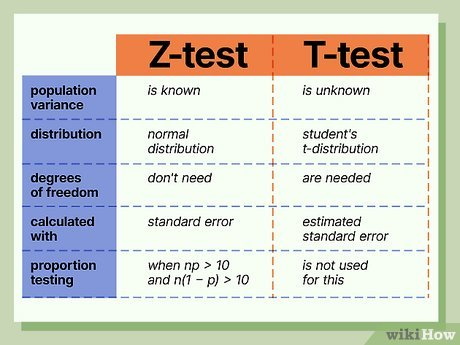 Z-test T-test
population
variance
is known
is unknown
distribution
normal
distribution
student's
t-distribution
degrees
of freedom
don't need
are needed
calculated
with
standard error
estimated
standard error
proportion
testing
when np > 10
and n(1 − p) > 10
is not used
for this
wikiHow